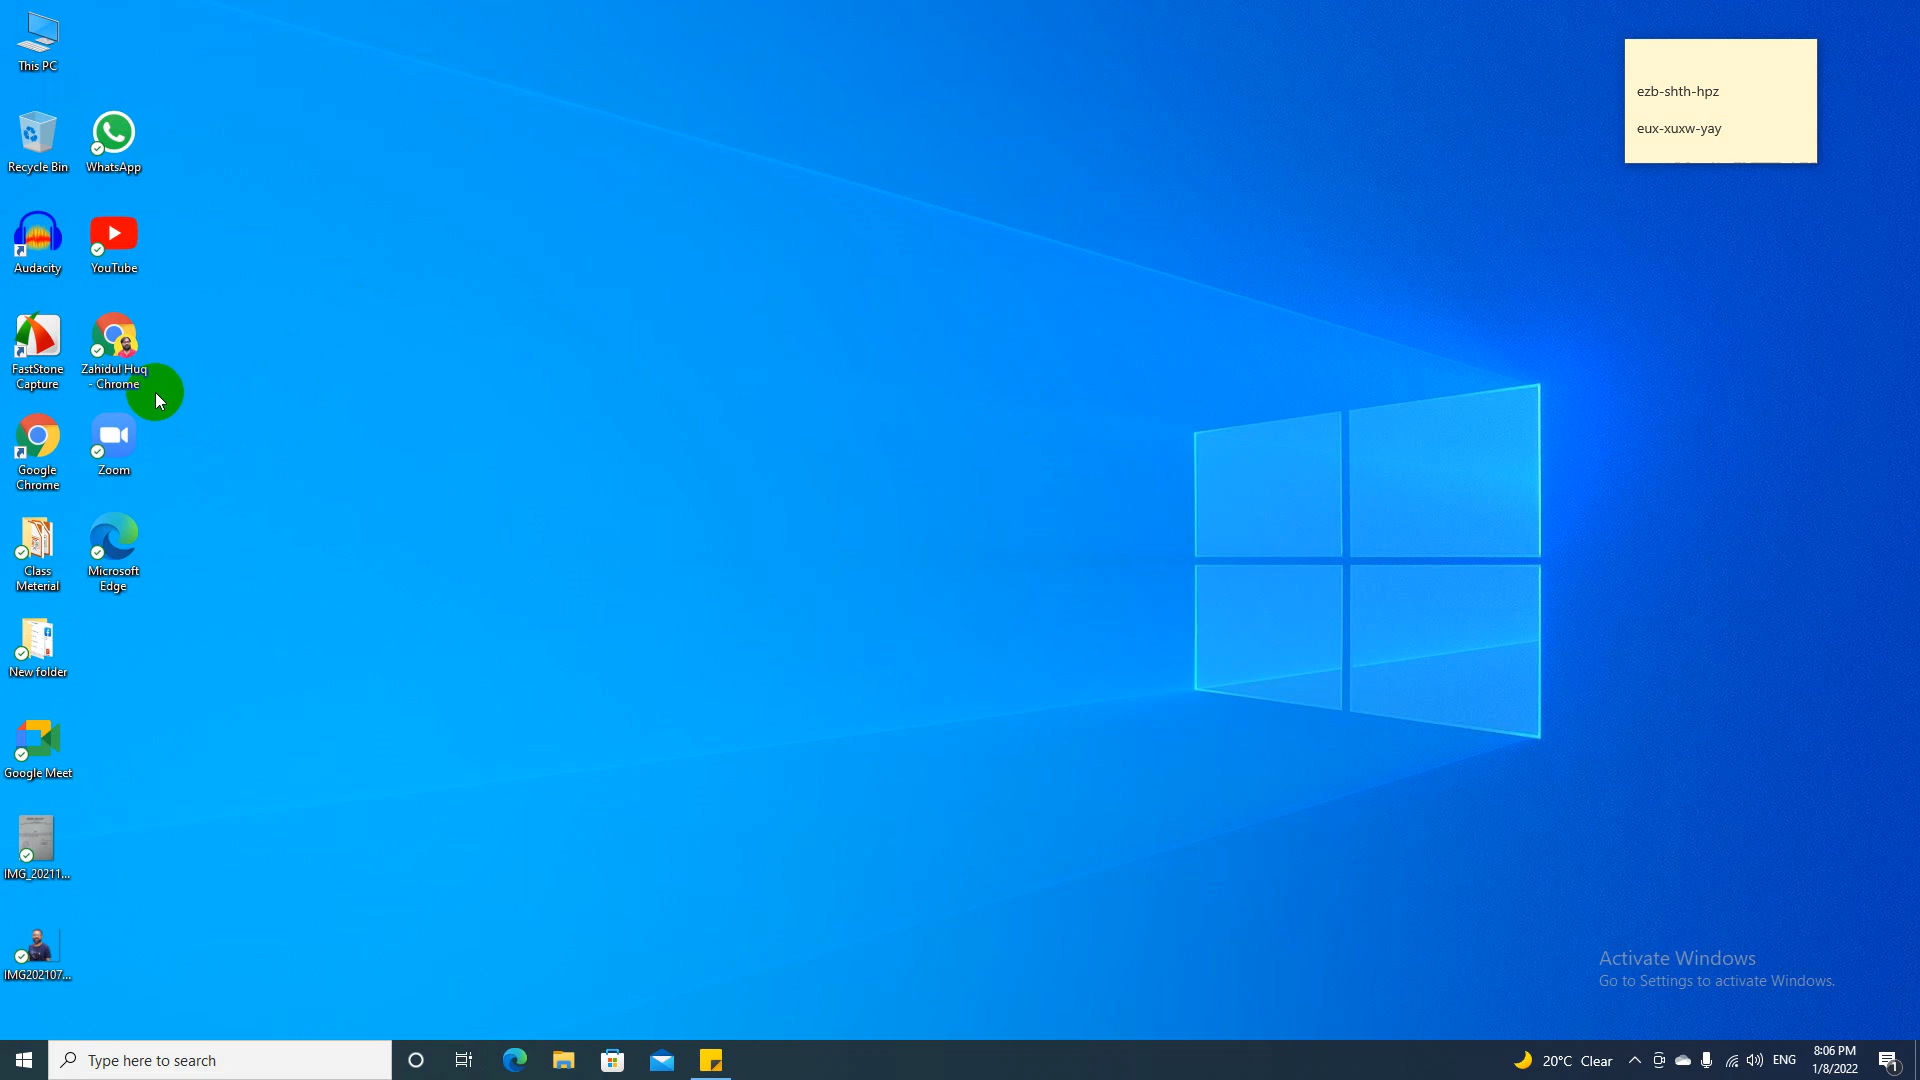 This PC
Recycle Bin
WhatsApp
Audacity
YouTube
FastStone
Capture
Zahidul Huq
- Chrome
Google
Chrome
Zoom
Class
Meterial
Microsoft
Edge
New folder
Google Meet
IMG_20211...
IMG202107...
ezb-shth-hpz
eux-xuxw-yay
Activate Windows
Go to Settings to activate Windows.
Type here to search
20°C Clear
ENG
8:06 PM
1/8/2022
1